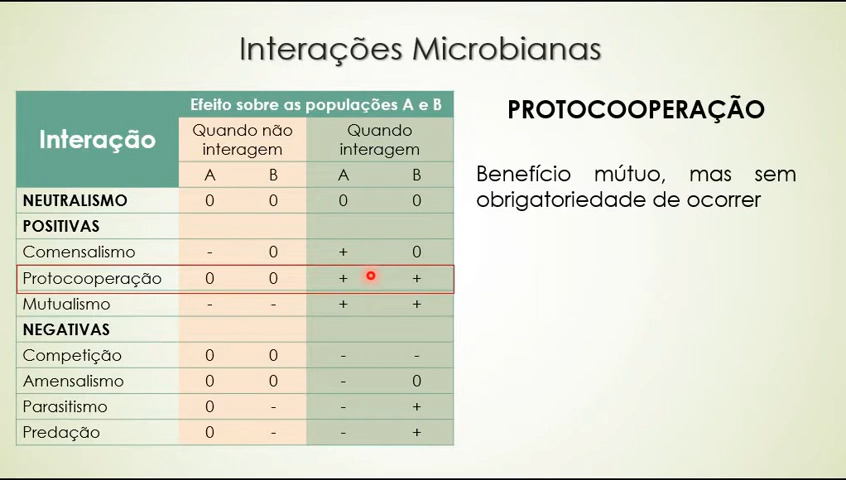 Interações Microbianas
Interação
Efeito sobre as populações A e B
Quando não interagem
Quando interagem
A B A B
NEUTRALISMO 0 0 0 0
POSITIVAS
Comensalismo - 0 + 0
Protocooperação 0 0 + +
Mutualismo - - + +
NEGATIVAS
Competição 0 0 - -
Amensalismo 0 0 - 0
Parasitismo 0 - - +
Predação 0 - - +
PROTOCOOPERAÇÃO
Benefício mútuo, mas sem
obrigatoriedade de ocorrer